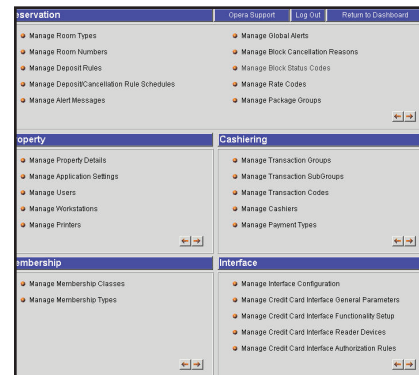 eservation
Opera Support
Log Out
Return to Dashboard
Manage Room Types
Manage Room Numbers
Manage Deposit Rules
Manage Deposit/Cancellation Rule Schedules
Manage Alert Messages
Manage Global Alerts
Manage Block Cancellation Reasons
Manage Block Status Codes
Manage Rate Codes
Manage Package Groups
operty
Manage Property Details
Manage Application Settings
Manage Users
Manage Workstations
Manage Printers
Cashiering
Manage Transaction Groups
Manage Transaction SubGroups
Manage Transaction Codes
Manage Cashiers
Manage Payment Types
embership
Manage Membership Classes
Manage Membership Types
Interface
Manage Interface Configuration
Manage Credit Card Interface General Parameters
Manage Credit Card Interface Functionality Setup
Manage Credit Card Interface Reader Devices
Manage Credit Card Interface Authorization Rules